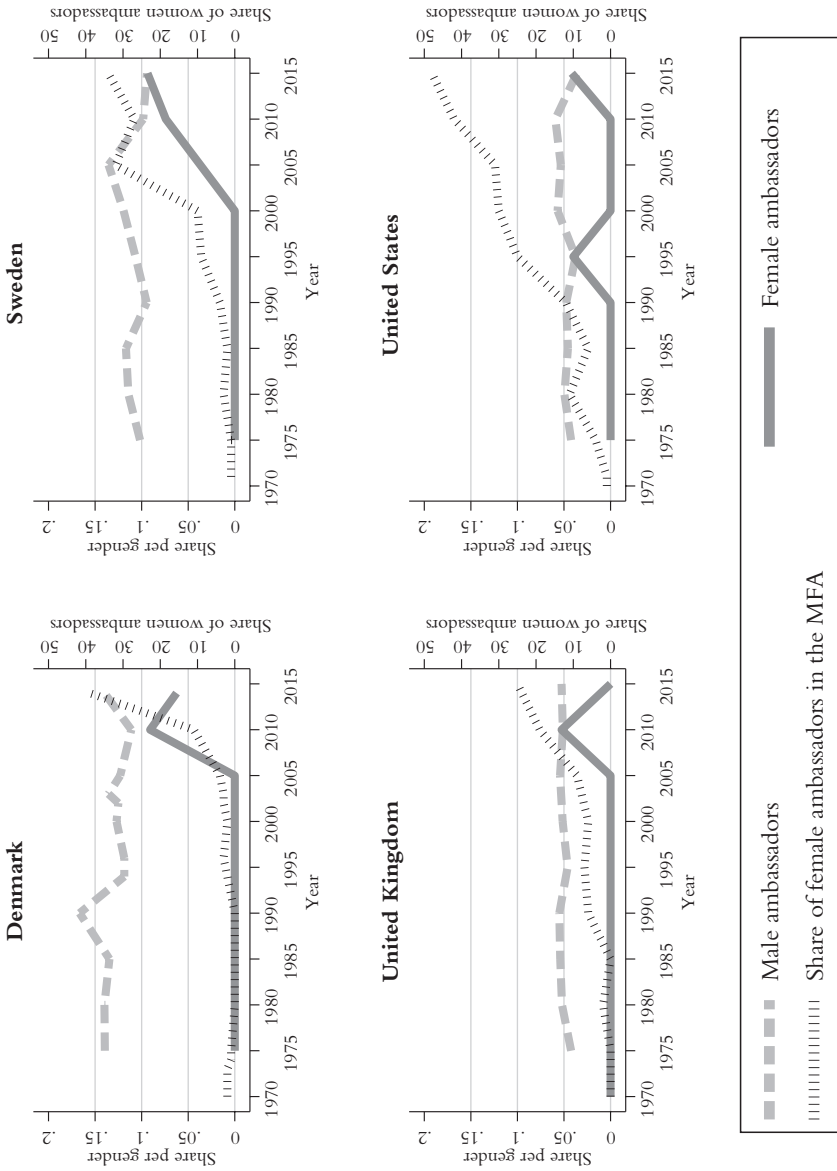 Denmark
Share per gender
.2
.15
.1
.05
0
Share of women ambassadors
50
40
30
20
10
0
1970 1975 1980 1985 1990 1995 2000 2005 2010 2015
Year
Sweden
Share per gender
.2
.15
.1
.05
0
Share of women ambassadors
50
40
30
20
10
0
1970 1975 1980 1985 1990 1995 2000 2005 2010 2015
Year
United Kingdom
Share per gender
.2
.15
.1
.05
0
Share of women ambassadors
50
40
30
20
10
0
1970 1975 1980 1985 1990 1995 2000 2005 2010 2015
Year
United States
Share per gender
.2
.15
.1
.05
0
Share of women ambassadors
50
40
30
20
10
0
1970 1975 1980 1985 1990 1995 2000 2005 2010 2015
Year
Male ambassadors
Female ambassadors
Share of female ambassadors in the MFA